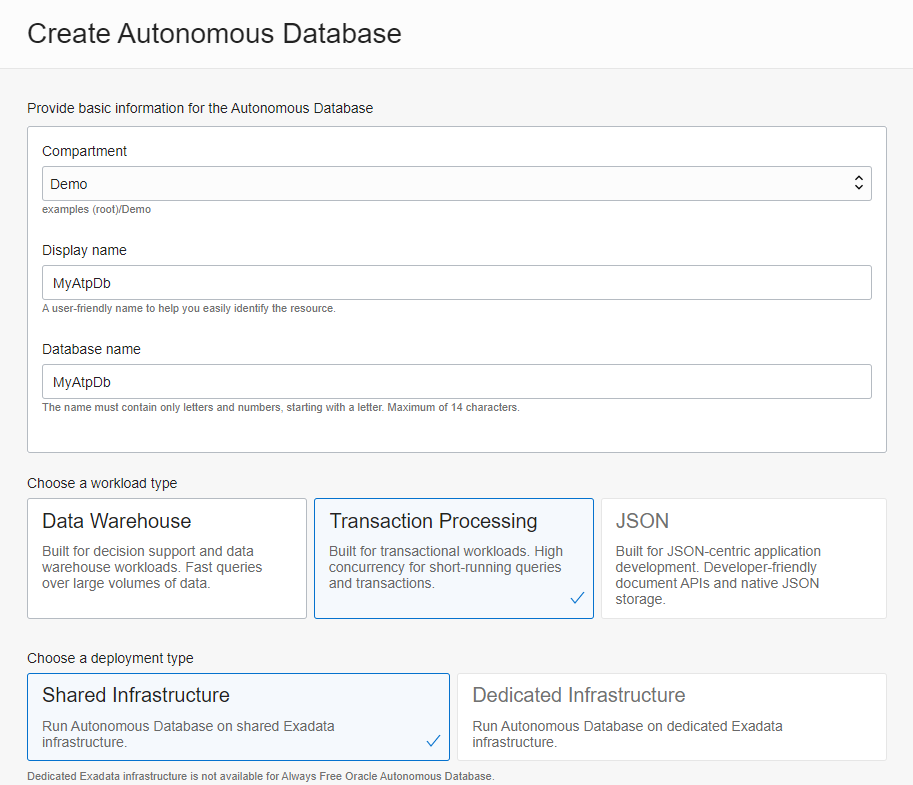 Create Autonomous Database
Provide basic information for the Autonomous Database
Compartment
Demo
examples (root)/Demo
Display name
MyAtpDb
A user-friendly name to help you easily identify the resource.
Database name
MyAtpDb
The name must contain only letters and numbers, starting with a letter. Maximum of 14 characters.
Choose a workload type
Data Warehouse
Built for decision support and data
warehouse workloads. Fast queries
over large volumes of data.
Transaction Processing
Built for transactional workloads. High
concurrency for short-running queries
and transactions.
JSON
Built for JSON-centric application
development. Developer-friendly
document APIs and native JSON
storage.
Choose a deployment type
Shared Infrastructure
Run Autonomous Database on shared Exadata
infrastructure.
Dedicated Infrastructure
Run Autonomous Database on dedicated Exadata
infrastructure.
Dedicated Exadata infrastructure is not available for Always Free Oracle Autonomous Database.